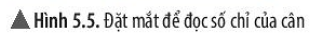 ▲ Hình 5.5. Đặt mắt để đọc số chỉ của cân